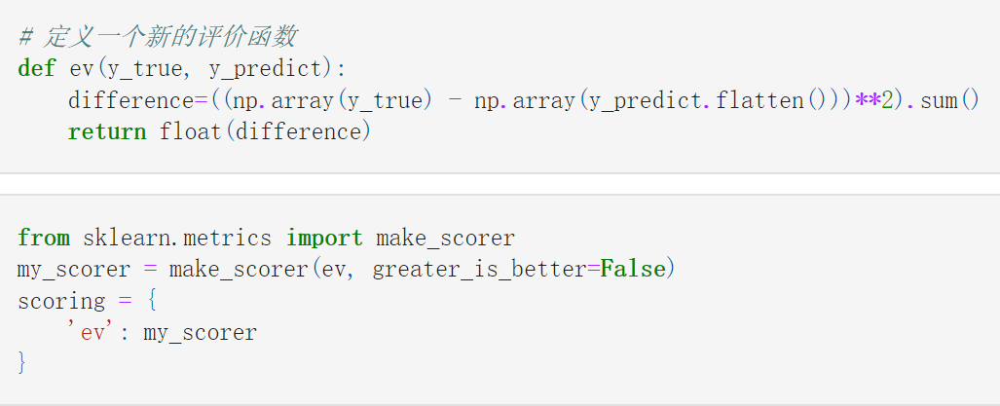 # 定义一个新的评价函数
def ev(y_true, y_predict):
    difference=((np.array(y_true) - np.array(y_predict.flatten()))**2).sum()
    return float(difference)
from sklearn.metrics import make_scorer
my_scorer = make_scorer(ev, greater_is_better=False)
scoring = {
    'ev': my_scorer
}